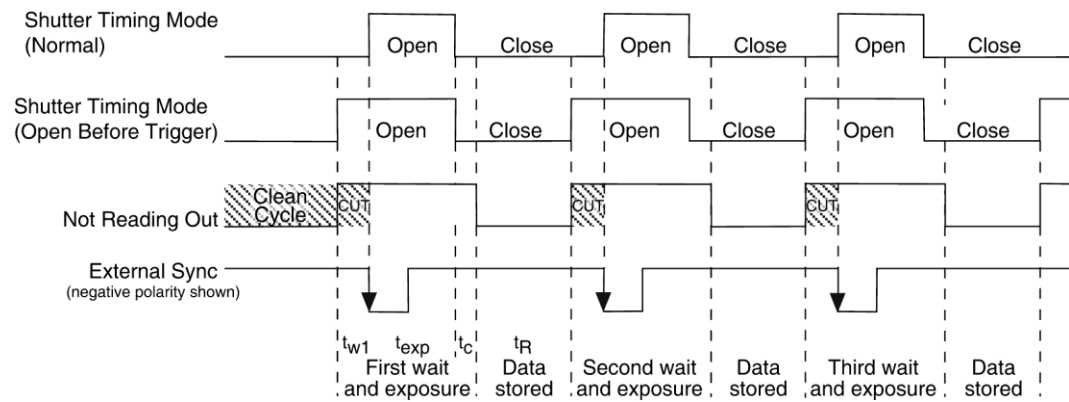 Shutter Timing Mode
(Normal)
Open Close Open Close Open Close
Shutter Timing Mode
(Open Before Trigger)
Open Close Open Close Open Close
Clean
Cycle
CUT CUT CUT
Not Reading Out
External Sync
(negative polarity shown)
tw1 texp tc tR
First wait and exposure
Data stored
Second wait and exposure
Data stored
Third wait and exposure
Data stored